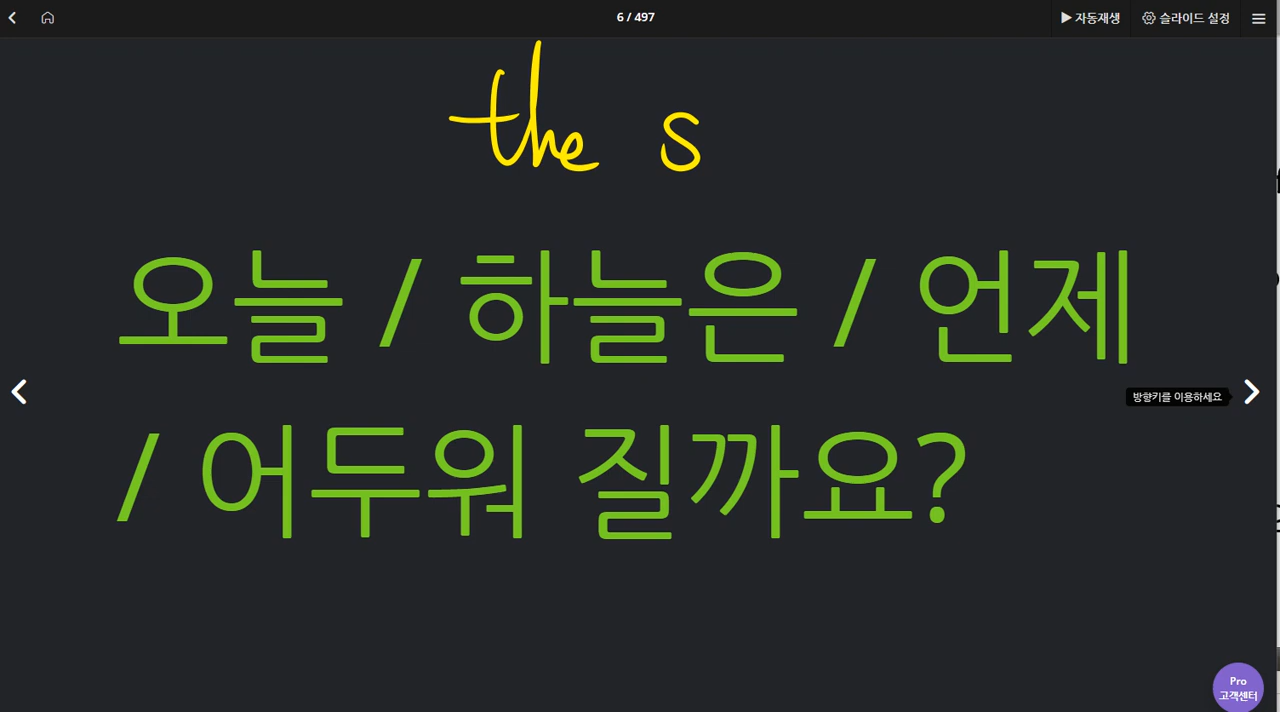 6 / 497
▶ 자동재생
슬라이드 설정
the s
오늘 / 하늘은 / 언제
방향키를 이용하세요
/ 어두워 질까요?
Pro
고객센터